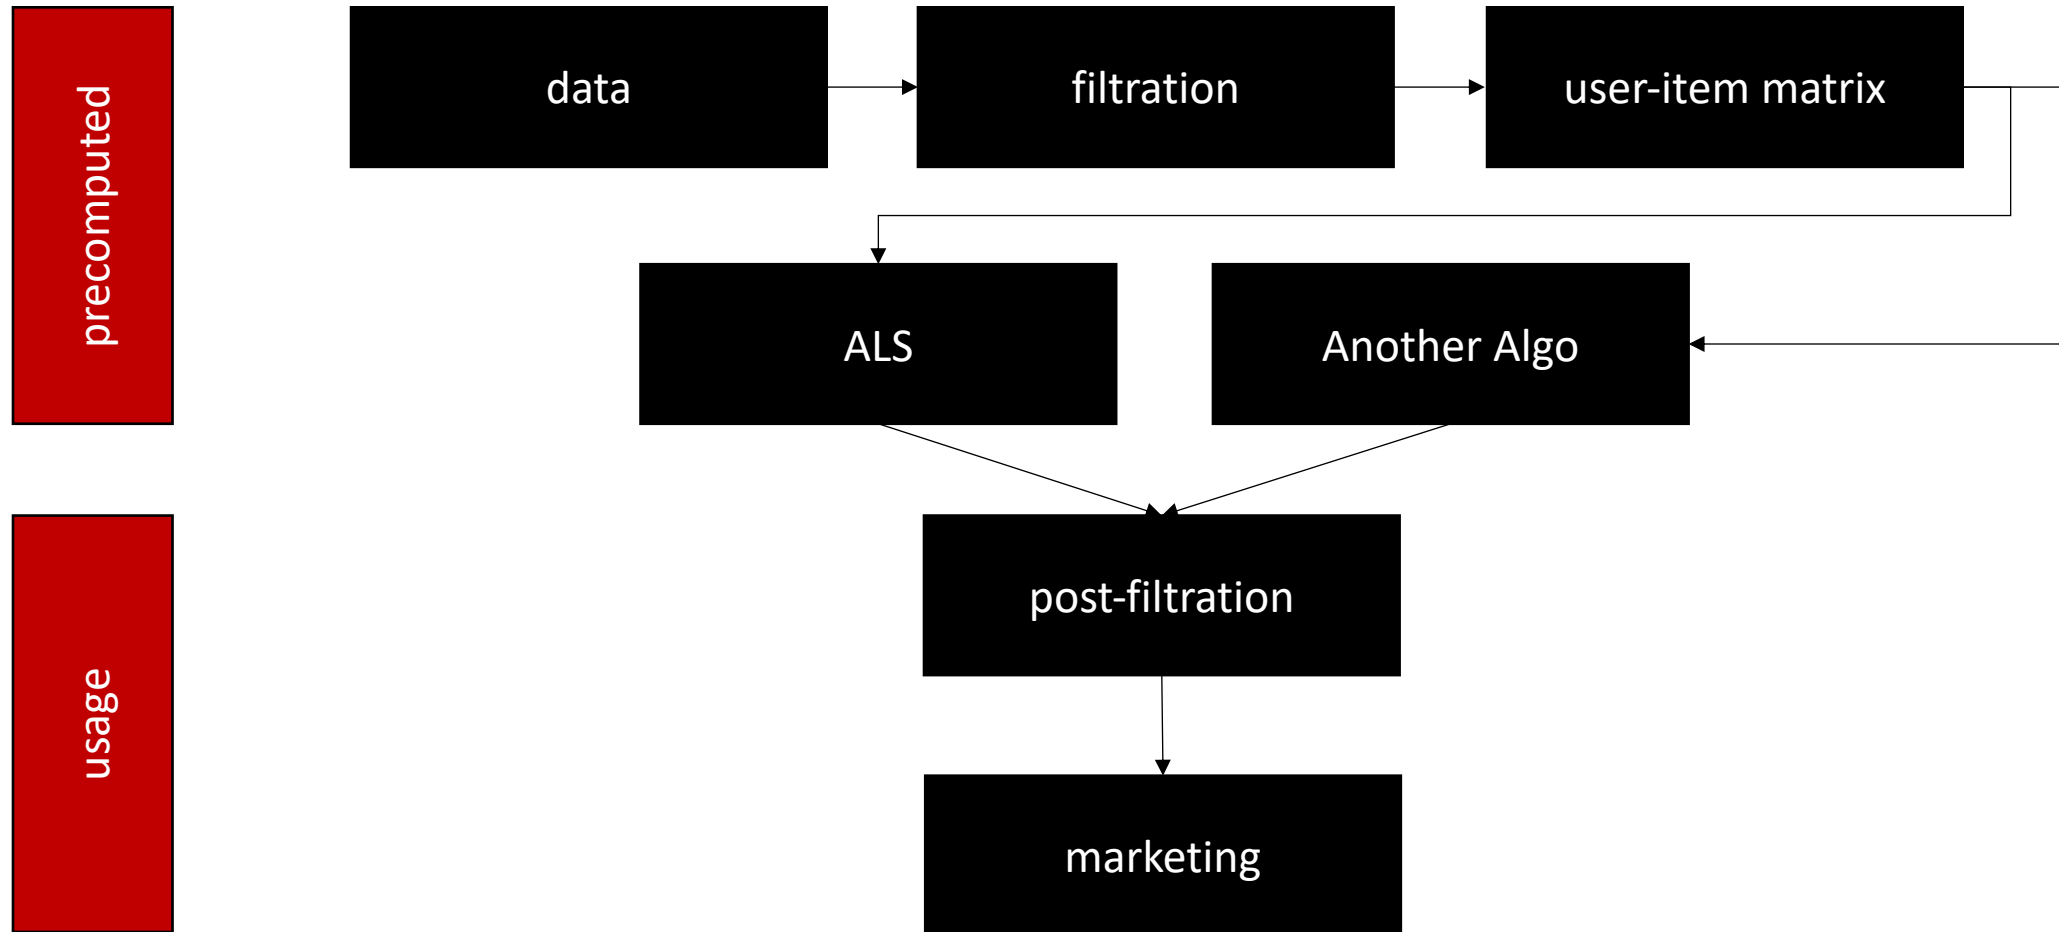 precomputed
data
filtration
user-item matrix
ALS
Another Algo
usage
post-filtration
marketing